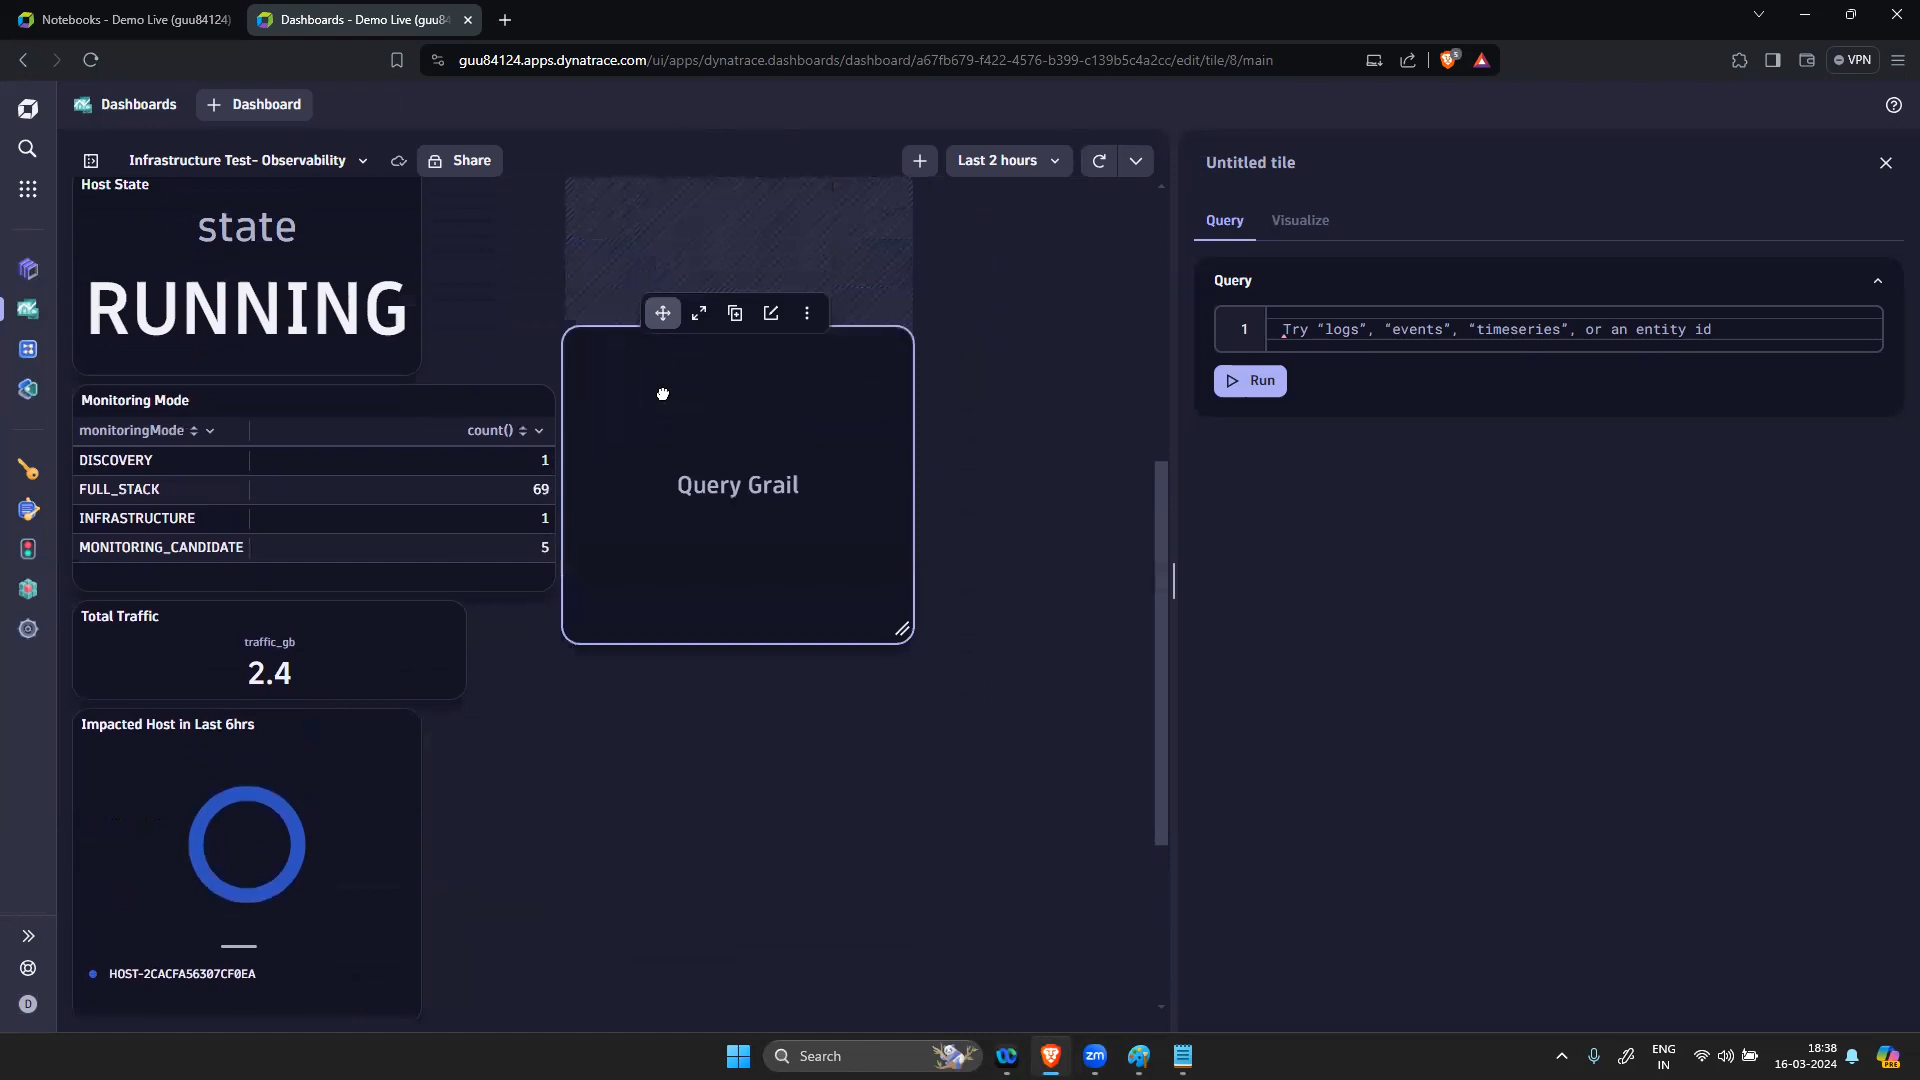 Notebooks - Demo Live (guu84124)
Dashboards - Demo Live (guu84
guu84124.apps.dynatrace.com/ui/apps/dynatrace.dashboards/dashboard/a67fb679-f422-4576-b399-c139b5c4a2cc/edit/tile/8/main
5
VPN
Dashboards
Dashboard
Infrastructure Test- Observability
Share
Last 2 hours
Untitled tile
Host State
state
RUNNING
Query
Visualize
Query
1
Try “logs”, “events”, “timeseries”, or an entity id
Run
Monitoring Mode
monitoringMode
count()
DISCOVERY 1
FULL_STACK 69
INFRASTRUCTURE 1
MONITORING_CANDIDATE 5
Query Grail
Total Traffic
traffic_gb
2.4
Impacted Host in Last 6hrs
HOST-2CACFA56307CF0EA
D
Search
zm
ENG
IN
18:38
16-03-2024
PRE